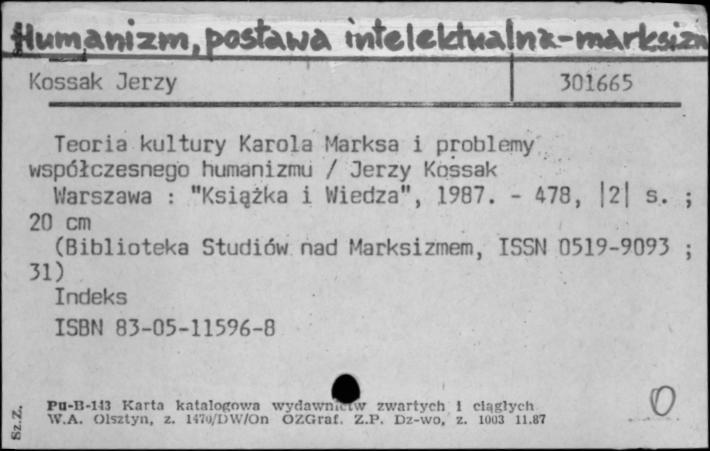 Humanizm, postawa intelektualna-marksizm
Kossak Jerzy 301665
Teoria kultury Karola Marksa i problemy
współczesnego humanizmu / Jerzy Kossak
Warszawa : "Książka i Wiedza", 1987. - 478, |2| s. ;
20 cm
(Biblioteka Studiów nad Marksizmem, ISSN 0519-9093 ;
31)
Indeks
ISBN 83-05-11596-8
Pu-B-143 Karta katalogowa wydawnictw zwartych i ciągłych
W.A. Olsztyn, z. 1470/DW/On OZGraf. Z.P. Dz-wo, z. 1003 11.87
Sz.Z.
O